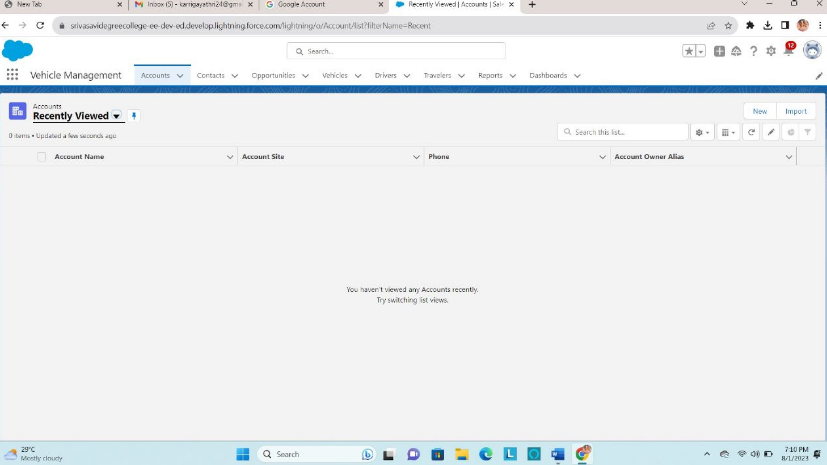 New Tab
Inbox (5) - karrigayathri24@gmai
Google Account
Recently Viewed | Accounts | Sale
srivasavidegreecollege-ee-dev-ed.develop.lightning.force.com/lightning/o/Account/list?filterName=Recent
Search...
12
Vehicle Management
Accounts
Contacts
Opportunities
Vehicles
Drivers
Travelers
Reports
Dashboards
Accounts
Recently Viewed
New
Import
0 items • Updated a few seconds ago
Search this list...
Account Name
Account Site
Phone
Account Owner Alias
You haven't viewed any Accounts recently.
Try switching list views.
29°C
Mostly cloudy
Search
7:10 PM
8/1/2023